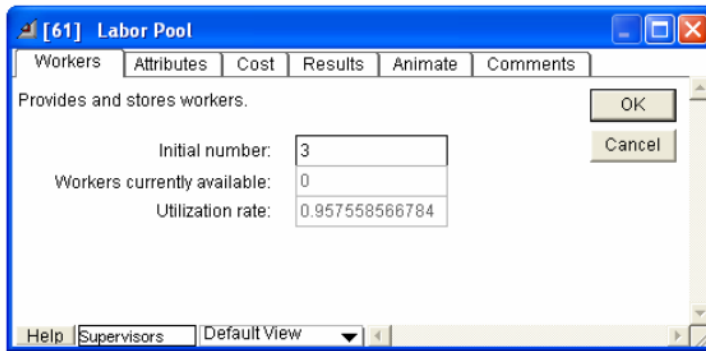 [61] Labor Pool
Workers Attributes Cost Results Animate Comments
Provides and stores workers.
OK
Initial number: 3
Cancel
Workers currently available: 0
Utilization rate: 0.957558566784
Help Supervisors Default View